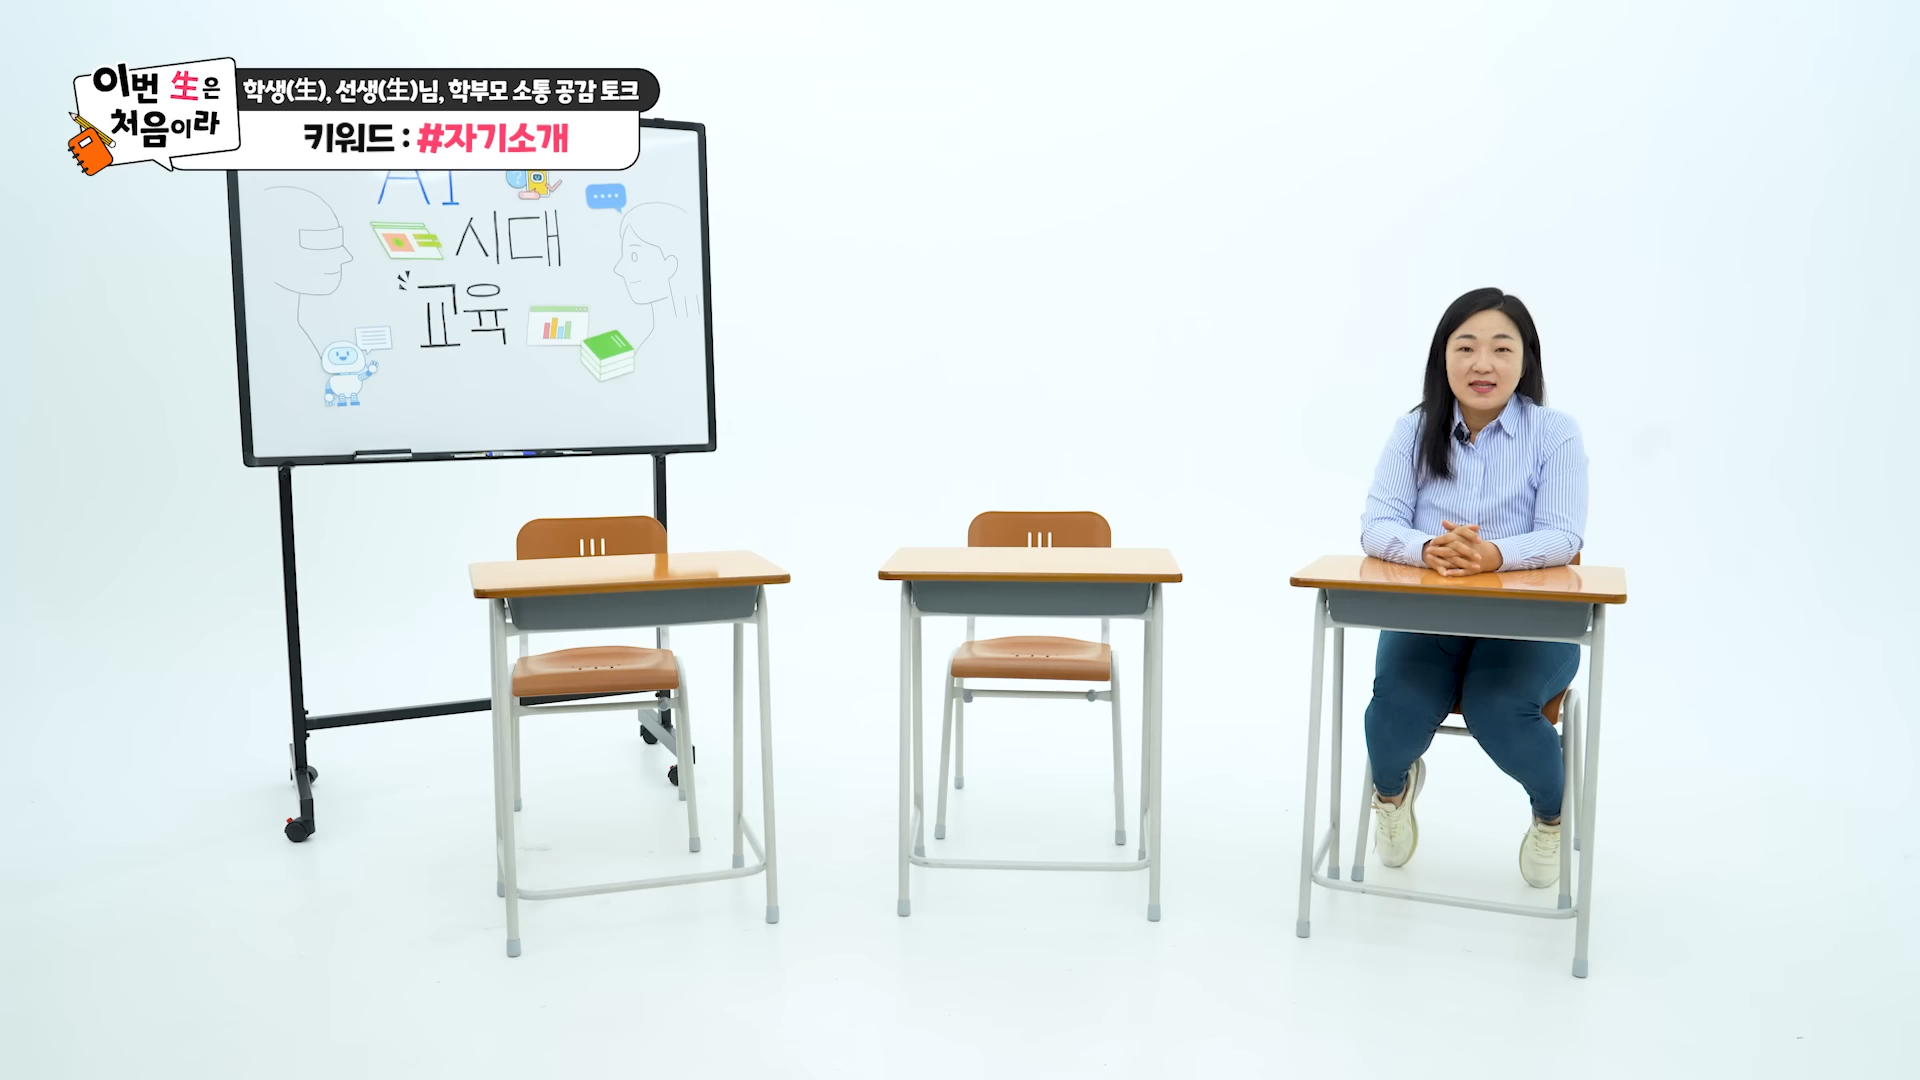 이번 生은
처음이라
학생(生), 선생(生)님, 학부모 소통 공감 토크
키워드 : #자기소개
AI
시대
교육